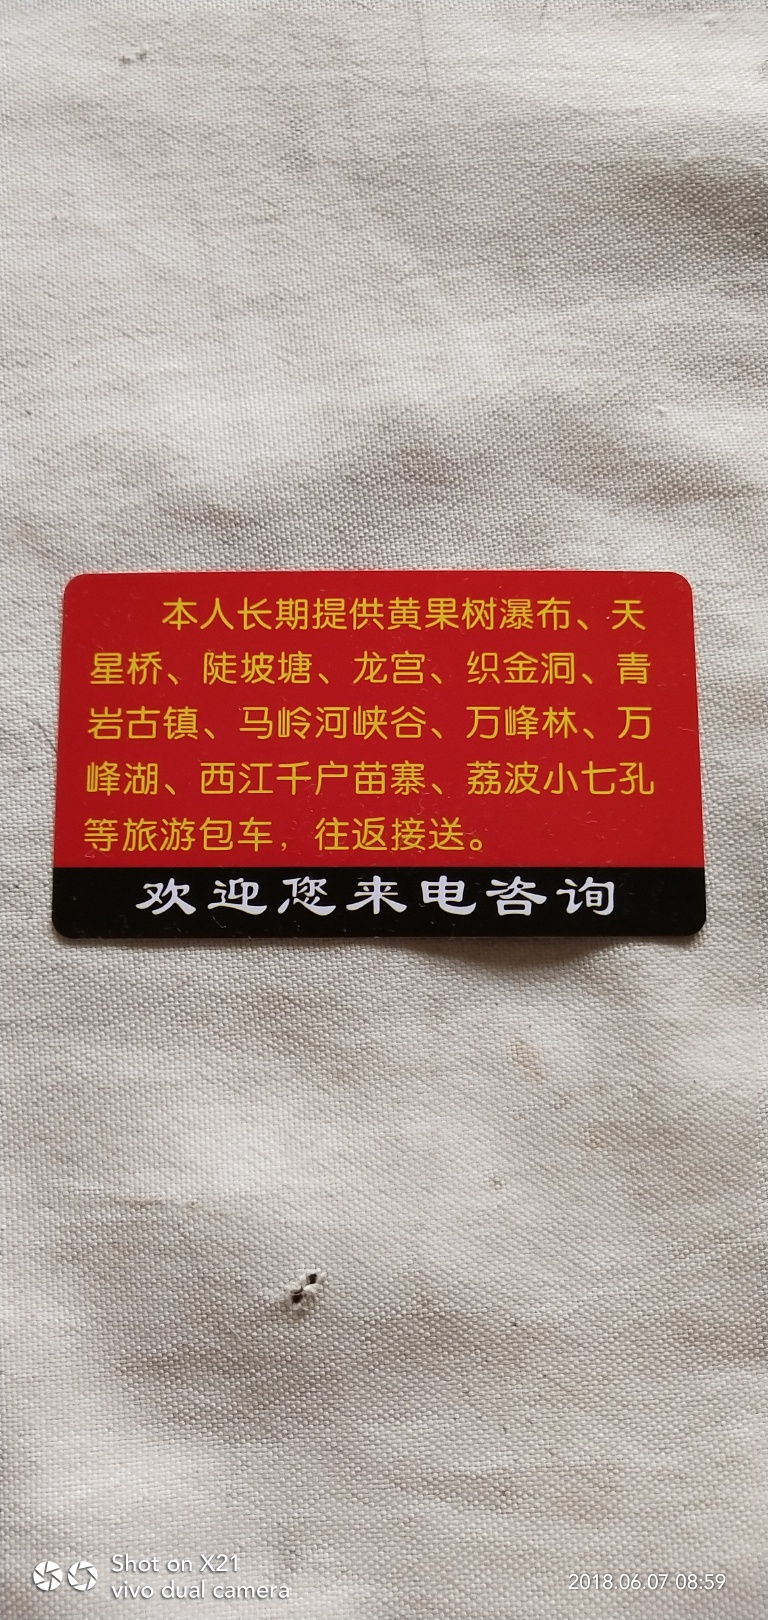 本人长期提供黄果树瀑布、天
星桥、陡坡塘、龙宫、织金洞、青
岩古镇、马岭河峡谷、万峰林、万
峰湖、西江千户苗寨、荔波小七孔
等旅游包车，往返接送。
欢迎您来电咨询
Shot on X21
vivo dual camera
2018.06.07 08:59